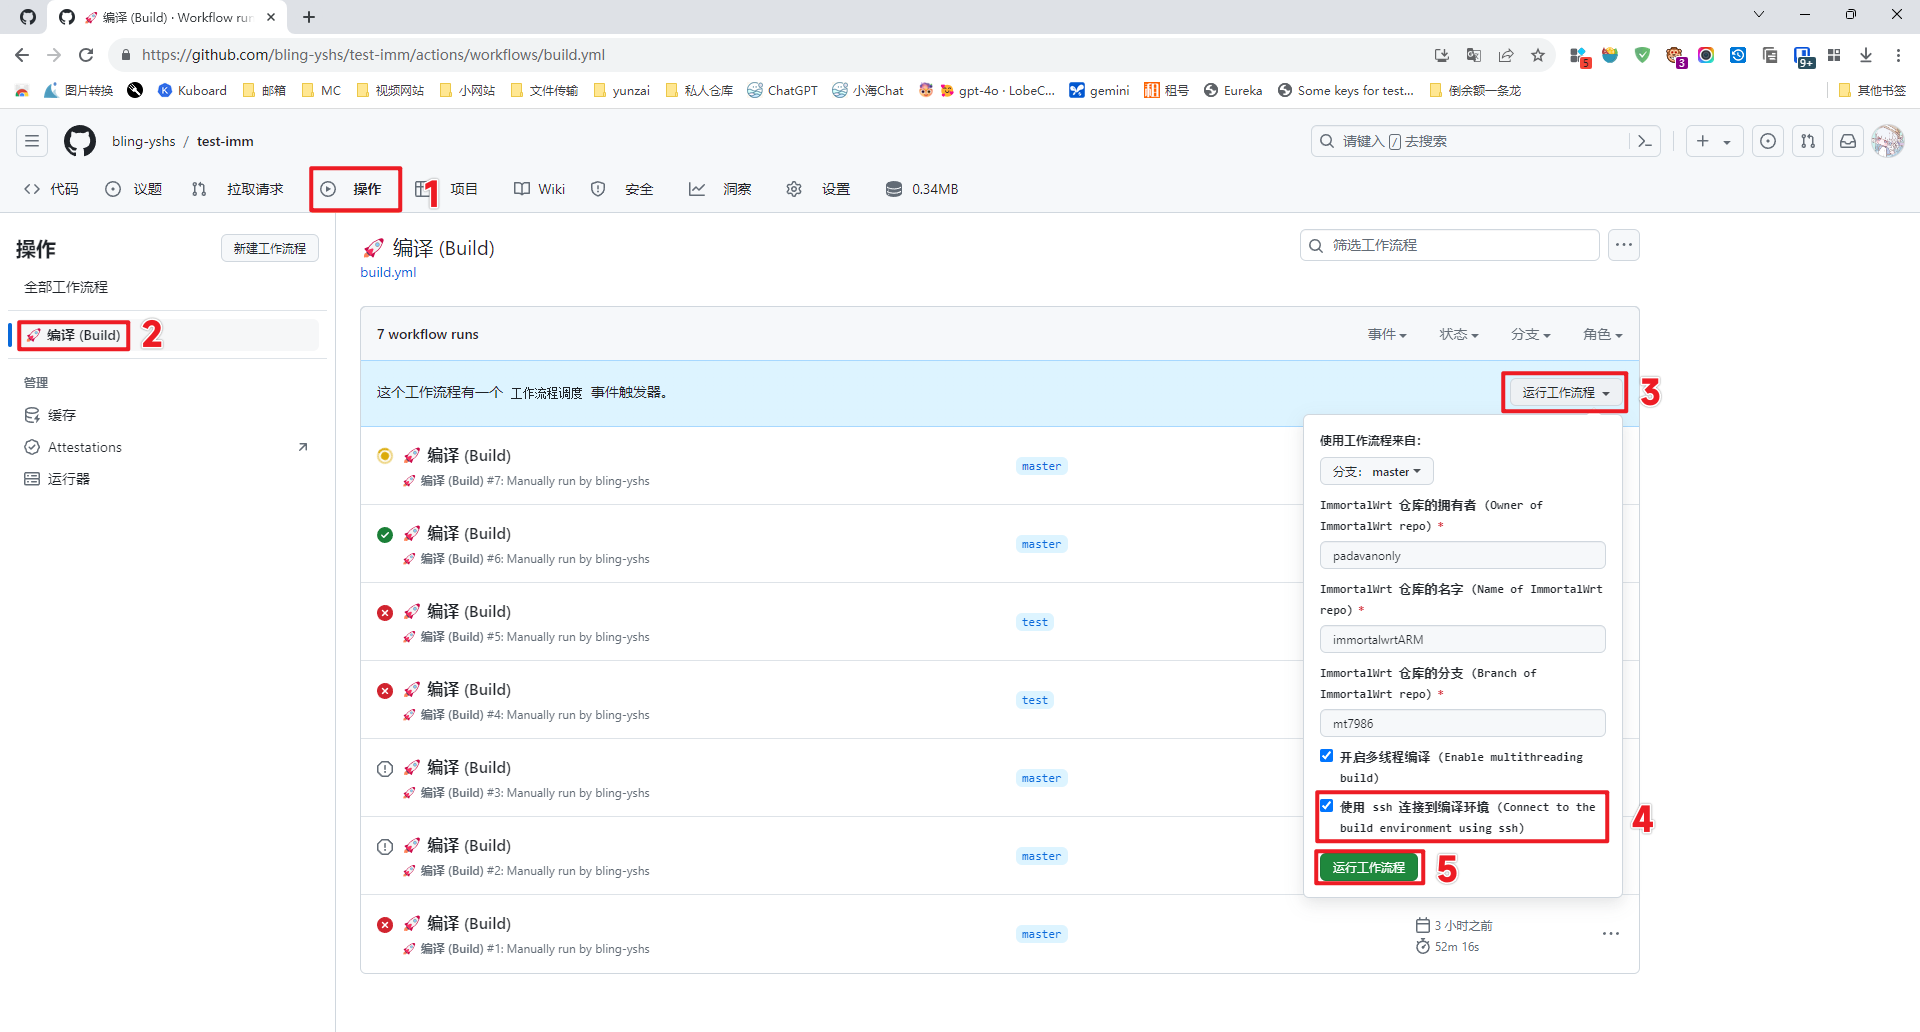 编译 (Build) · Workflow run
https://github.com/bling-yshs/test-imm/actions/workflows/build.yml
5
3
9+
图片转换
Kuboard
邮箱
MC
视频网站
小网站
文件传输
yunzai
私人仓库
ChatGPT
小海Chat
gpt-4o · LobeC...
gemini
租号
Eureka
Some keys for test...
倒余额一条龙
其他书签
bling-yshs / test-imm
请键入 / 去搜索
代码
议题
拉取请求
操作
1
项目
Wiki
安全
洞察
设置
0.34MB
操作
新建工作流程
全部工作流程
编译 (Build)
2
管理
缓存
Attestations
运行器
编译 (Build)
build.yml
筛选工作流程
7 workflow runs
事件
状态
分支
角色
这个工作流程有一个 工作流程调度 事件触发器。
运行工作流程
3
编译 (Build)
编译 (Build) #7: Manually run by bling-yshs
master
编译 (Build)
编译 (Build) #6: Manually run by bling-yshs
master
编译 (Build)
编译 (Build) #5: Manually run by bling-yshs
test
编译 (Build)
编译 (Build) #4: Manually run by bling-yshs
test
编译 (Build)
编译 (Build) #3: Manually run by bling-yshs
master
编译 (Build)
编译 (Build) #2: Manually run by bling-yshs
master
编译 (Build)
编译 (Build) #1: Manually run by bling-yshs
master
3 小时之前
52m 16s
使用工作流程来自:
分支: master
ImmortalWrt 仓库的拥有者 (Owner of
ImmortalWrt repo) *
padavanonly
ImmortalWrt 仓库的名字 (Name of ImmortalWrt
repo) *
immortalwrtARM
ImmortalWrt 仓库的分支 (Branch of
ImmortalWrt repo) *
mt7986
开启多线程编译 (Enable multithreading
build)
使用 ssh 连接到编译环境 (Connect to the
build environment using ssh)
4
运行工作流程
5